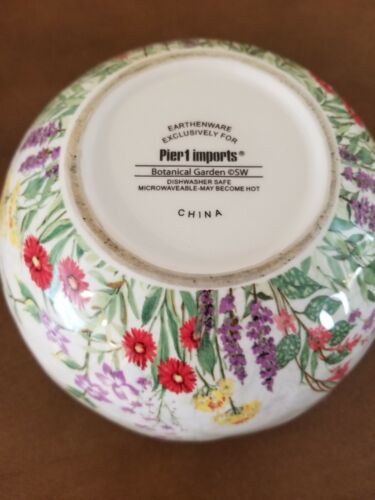 EARTHENWARE
EXCLUSIVELY FOR
Pier1 imports®
Botanical Garden ©SW
DISHWASHER SAFE
MICROWAVEABLE-MAY BECOME HOT
CHINA